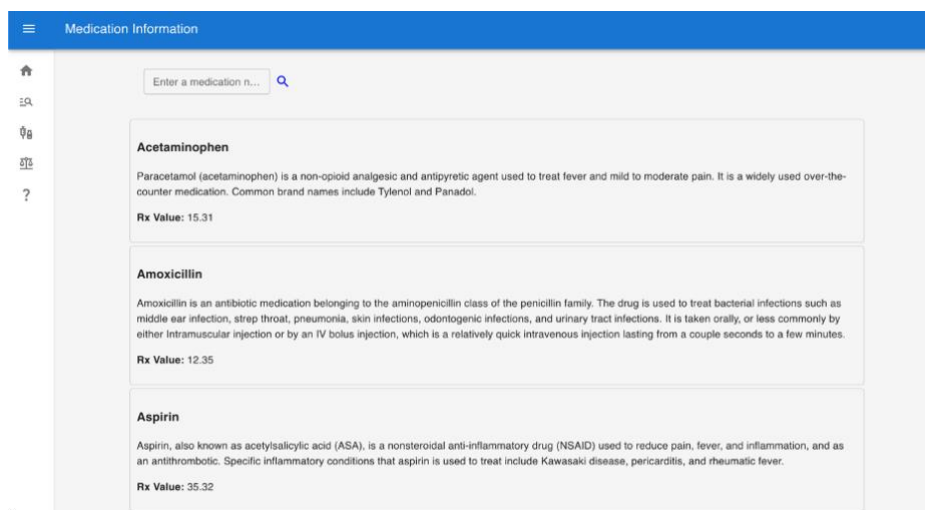 Medication Information
Enter a medication n...
Acetaminophen
Paracetamol (acetaminophen) is a non-opioid analgesic and antipyretic agent used to treat fever and mild to moderate pain. It is a widely used over-the-
counter medication. Common brand names include Tylenol and Panadol.
Rx Value: 15.31
Amoxicillin
Amoxicillin is an antibiotic medication belonging to the aminopenicillin class of the penicillin family. The drug is used to treat bacterial infections such as
middle ear infection, strep throat, pneumonia, skin infections, odontogenic infections, and urinary tract infections. It is taken orally, or less commonly by
either Intramuscular injection or by an IV bolus injection, which is a relatively quick intravenous injection lasting from a couple seconds to a few minutes.
Rx Value: 12.35
Aspirin
Aspirin, also known as acetylsalicylic acid (ASA), is a nonsteroidal anti-inflammatory drug (NSAID) used to reduce pain, fever, and inflammation, and as
an antithrombotic. Specific inflammatory conditions that aspirin is used to treat include Kawasaki disease, pericarditis, and rheumatic fever.
Rx Value: 35.32